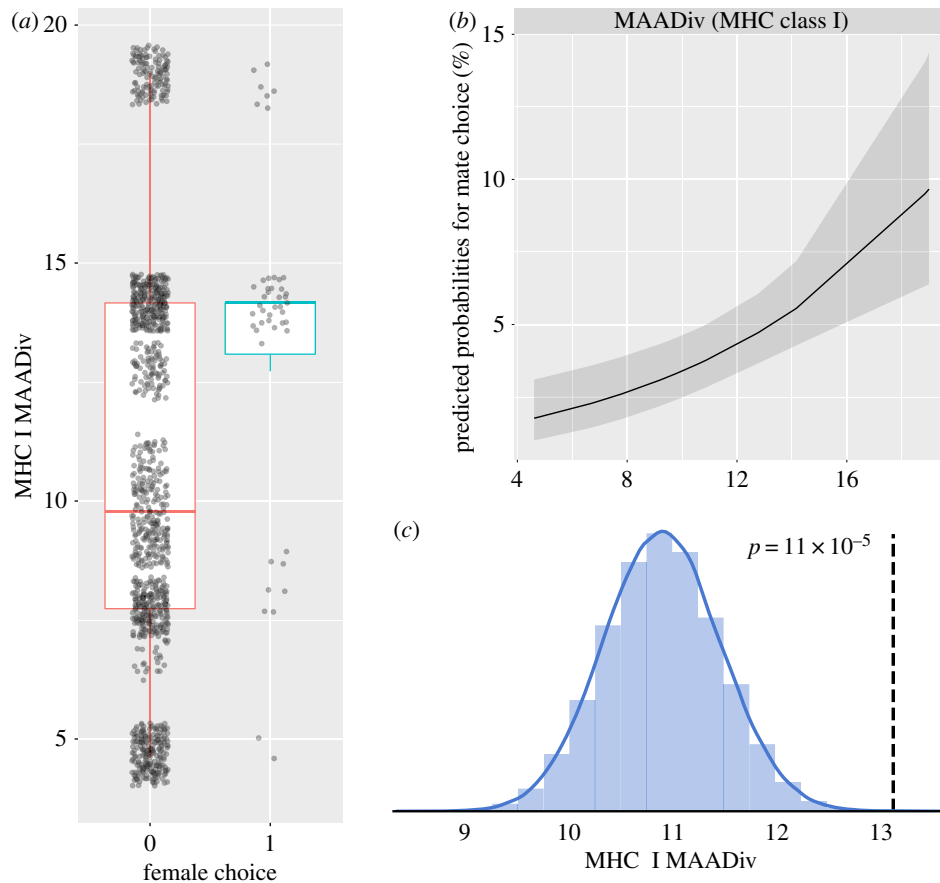 (a)
20
15
10
5
MHC I MAADiv
0 1
female choice
(b)
MAADiv (MHC class I)
15
10
5
predicted probabilities for mate choice (%)
4 8 12 16
(c)
p = 11 × 10–5
9 10 11 12 13
MHC I MAADiv